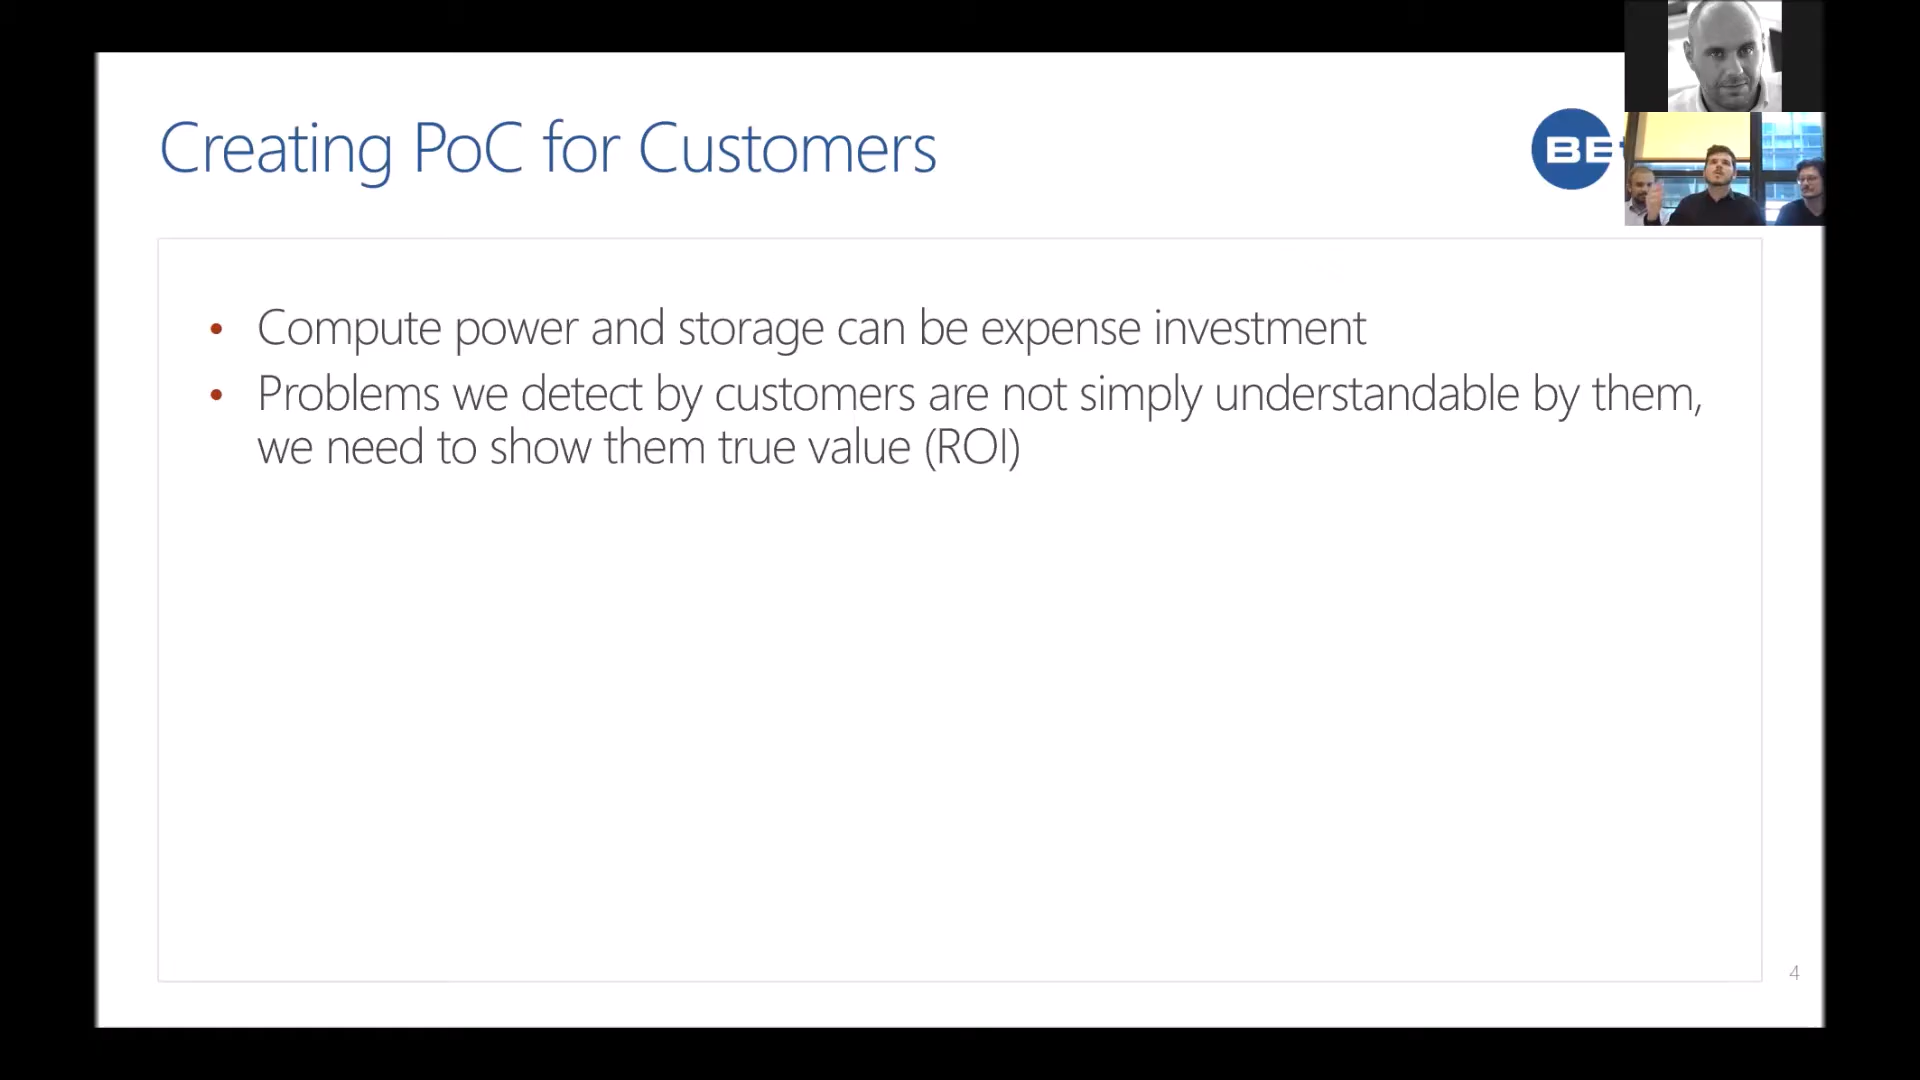 Creating PoC for Customers
BE
• Compute power and storage can be expense investment
• Problems we detect by customers are not simply understandable by them,
we need to show them true value (ROI)
4